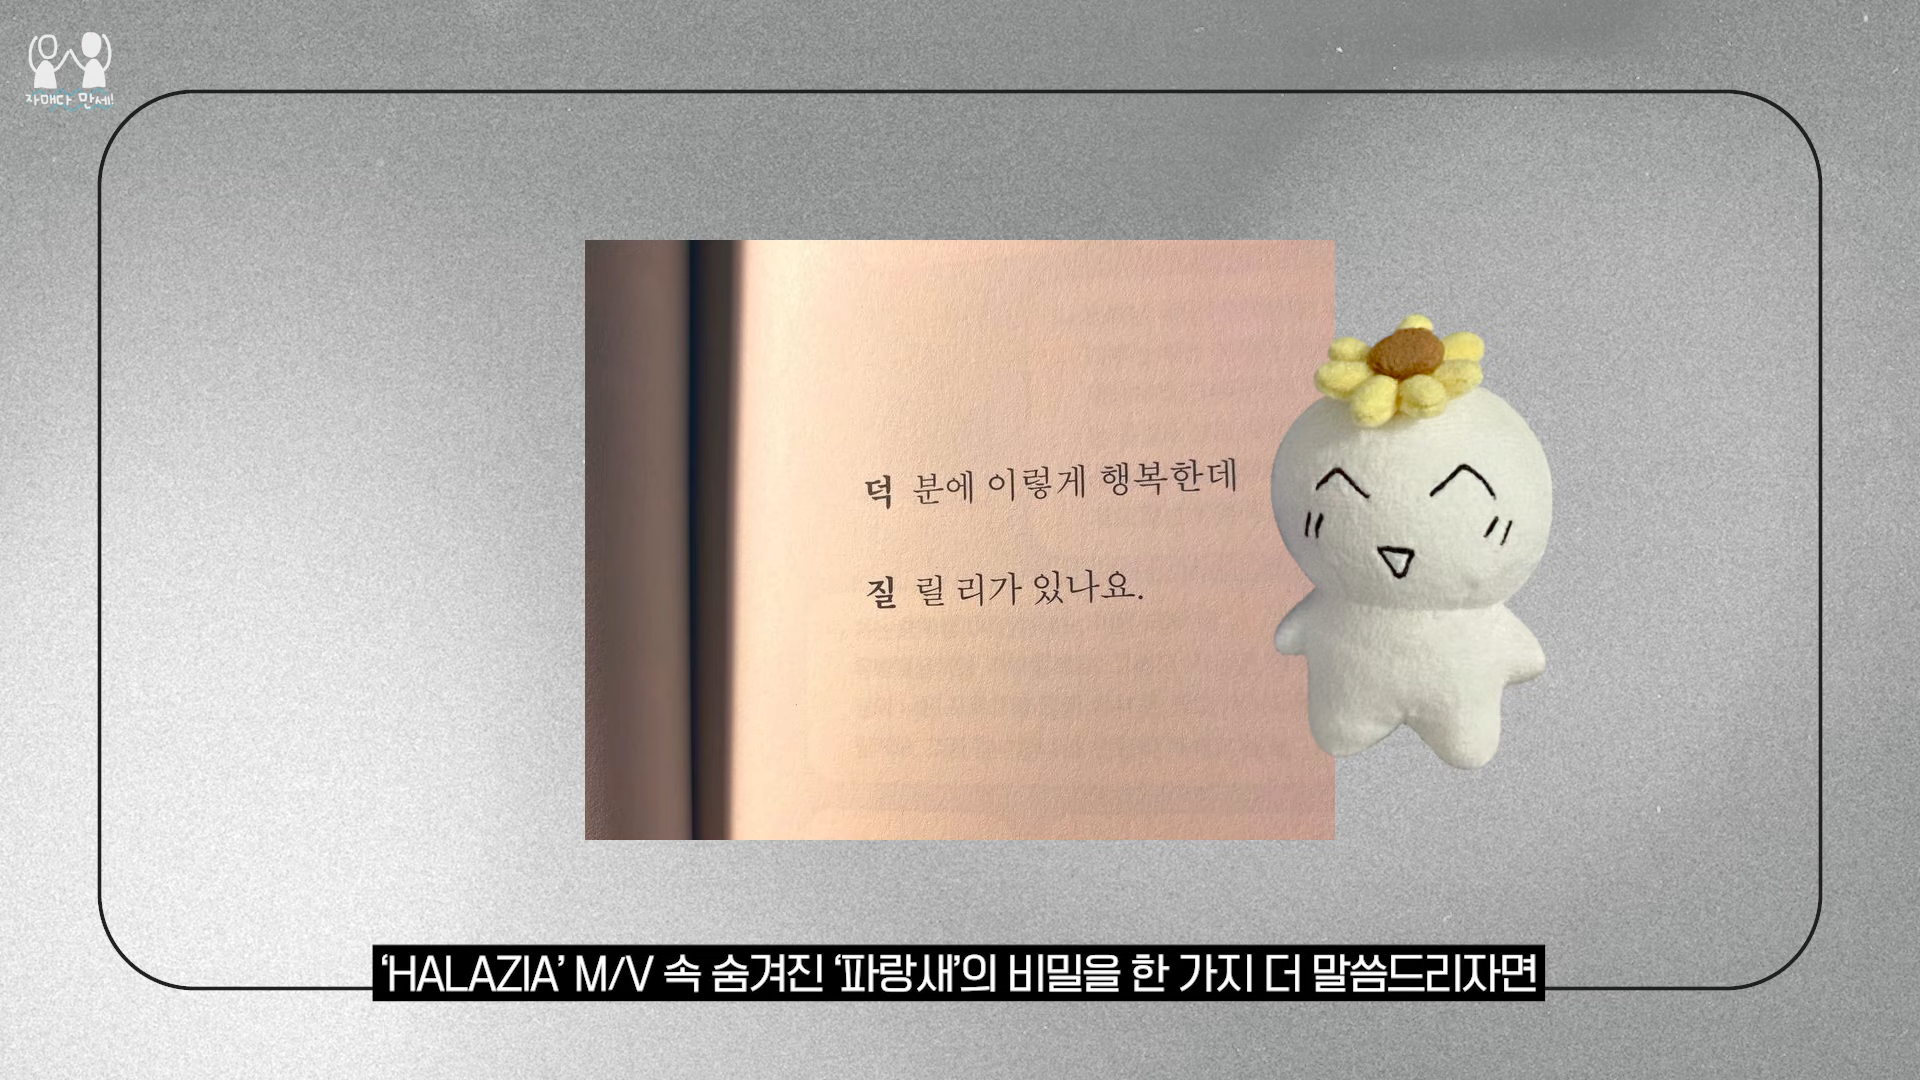 자매다 만세!
덕 분에 이렇게 행복한데
질 릴 리가 있나요.
‘HALAZIA’ M/V 속 숨겨진 ‘파랑새’의 비밀을 한 가지 더 말씀드리자면